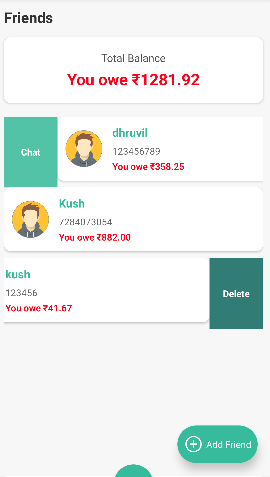 Friends
Total Balance
You owe ₹1281.92
Chat
dhruvil
123456789
You owe ₹358.25
Kush
7284073054
You owe ₹882.00
kush
123456
You owe ₹41.67
Delete
Add Friend